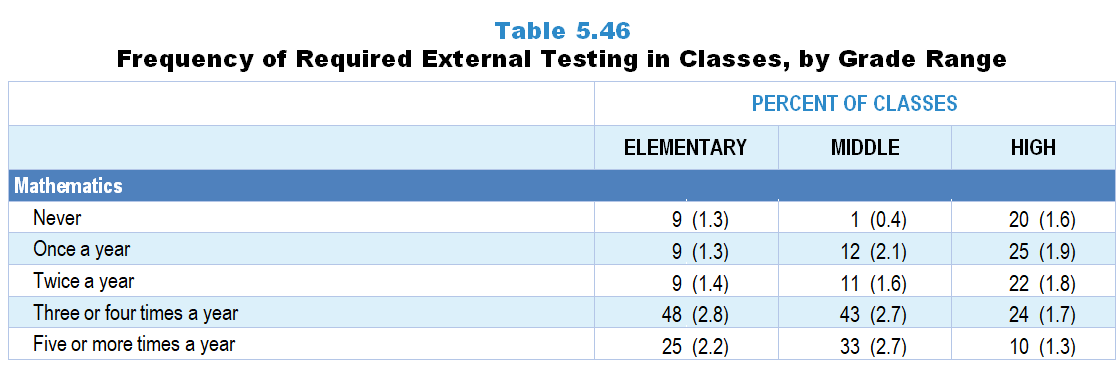 Table 5.46
Frequency of Required External Testing in Classes, by Grade Range
PERCENT OF CLASSES
ELEMENTARY MIDDLE HIGH
Mathematics
Never 9 (1.3) 1 (0.4) 20 (1.6)
Once a year 9 (1.3) 12 (2.1) 25 (1.9)
Twice a year 9 (1.4) 11 (1.6) 22 (1.8)
Three or four times a year 48 (2.8) 43 (2.7) 24 (1.7)
Five or more times a year 25 (2.2) 33 (2.7) 10 (1.3)